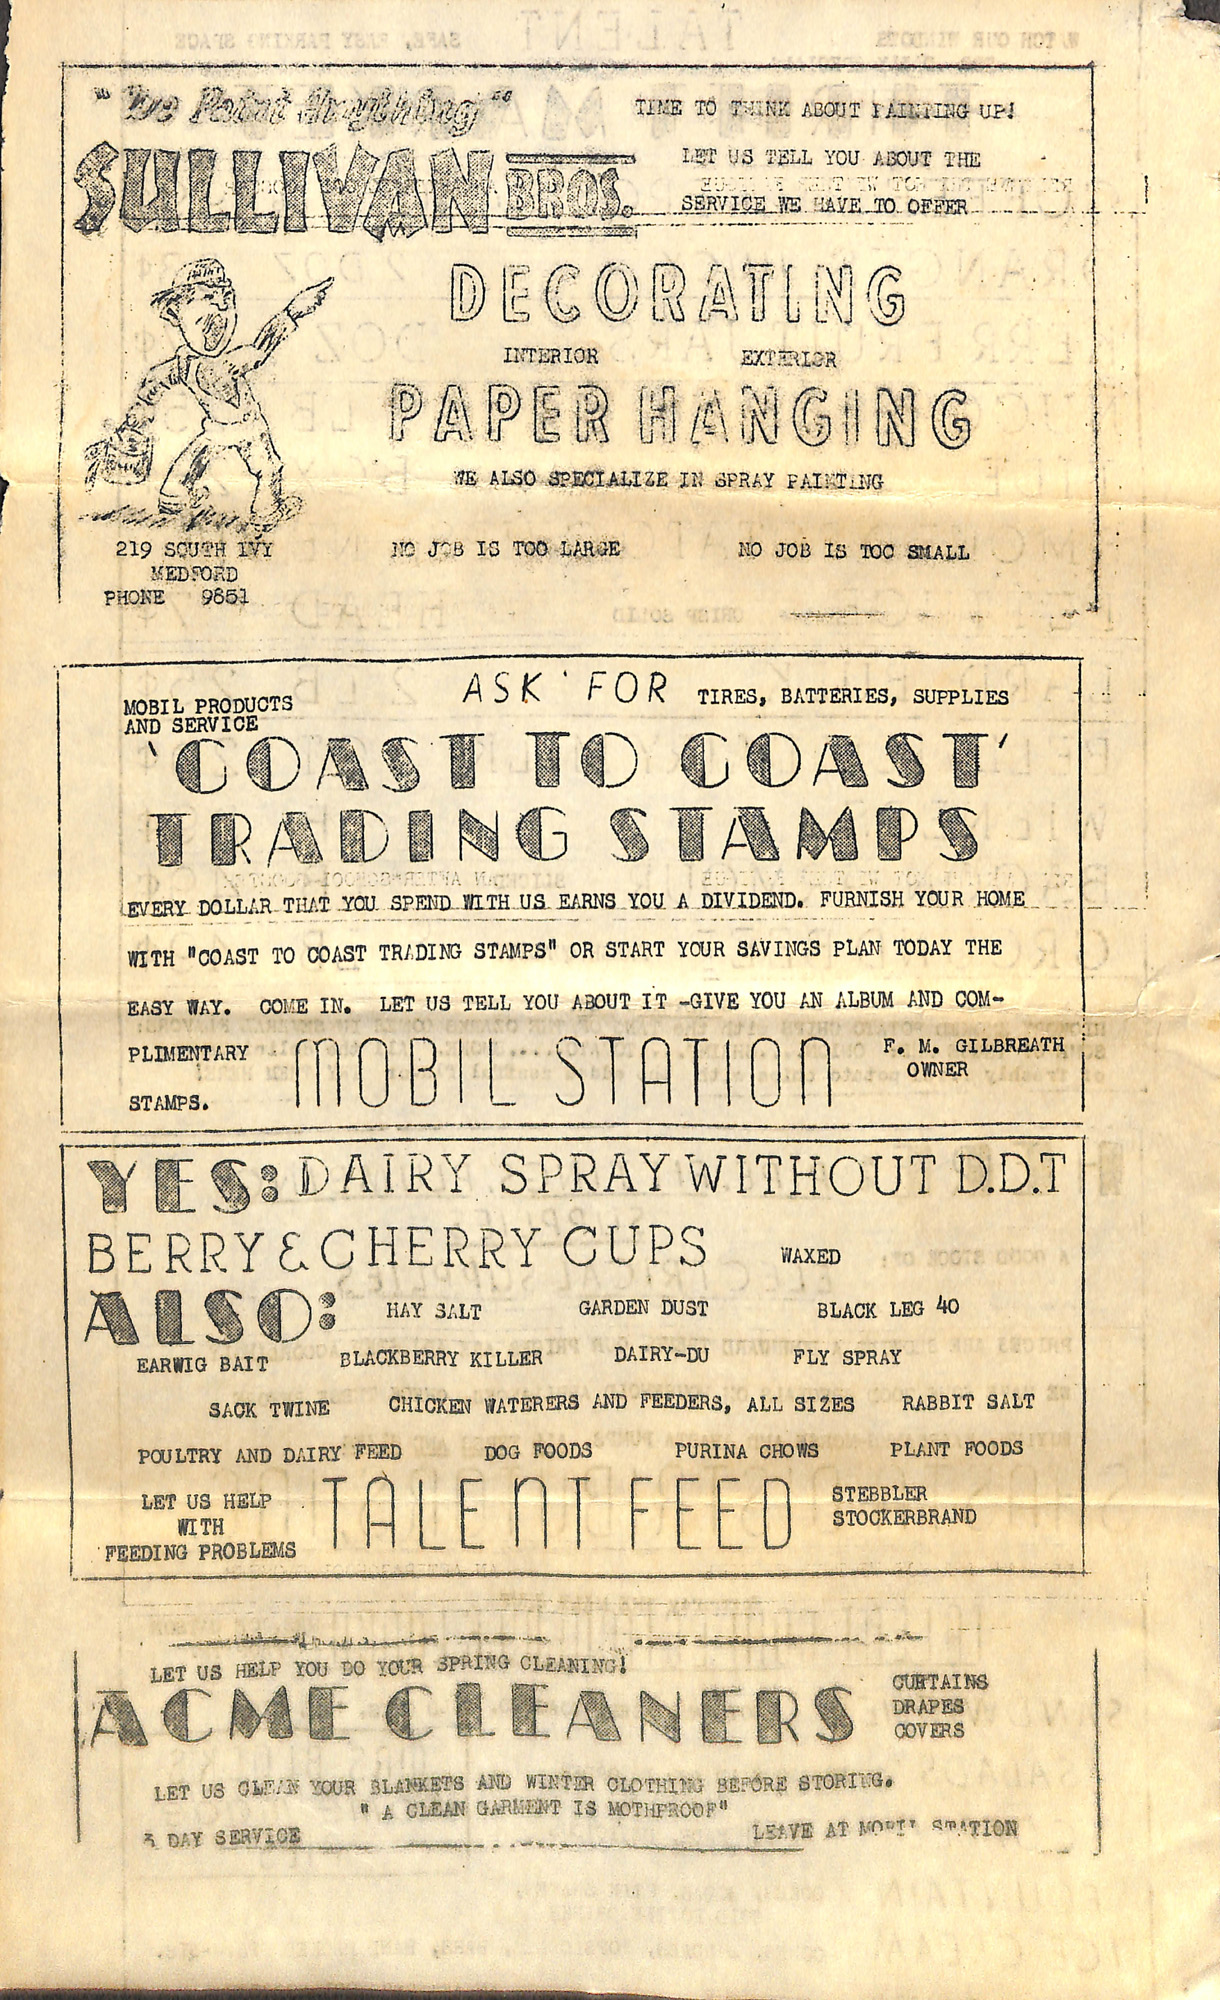 "We Paint Anything"
TIME TO THINK ABOUT PAINTING UP!
SULLIVAN BROS.
LET US TELL YOU ABOUT THE
SERVICE WE HAVE TO OFFER
DECORATING
INTERIOR EXTERIOR
PAPER HANGING
WE ALSO SPECIALIZE IN SPRAY PAINTING
219 SOUTH IVY
MEDFORD
PHONE 9851
NO JOB IS TOO LARGE NO JOB IS TOO SMALL
MOBIL PRODUCTS
AND SERVICE
ASK FOR
TIRES, BATTERIES, SUPPLIES
'COAST TO COAST'
TRADING STAMPS
EVERY DOLLAR THAT YOU SPEND WITH US EARNS YOU A DIVIDEND. FURNISH YOUR HOME
WITH "COAST TO COAST TRADING STAMPS" OR START YOUR SAVINGS PLAN TODAY THE
EASY WAY. COME IN. LET US TELL YOU ABOUT IT -GIVE YOU AN ALBUM AND COM-
PLIMENTARY
STAMPS.
MOBIL STATION
F. M. GILBREATH
OWNER
YES: DAIRY SPRAY WITHOUT D.D.T
BERRY & CHERRY CUPS WAXED
ALSO: HAY SALT GARDEN DUST BLACK LEG 40
EARWIG BAIT BLACKBERRY KILLER DAIRY-DU FLY SPRAY
SACK TWINE CHICKEN WATERERS AND FEEDERS, ALL SIZES RABBIT SALT
POULTRY AND DAIRY FEED DOG FOODS PURINA CHOWS PLANT FOODS
LET US HELP
WITH
FEEDING PROBLEMS
TALENT FEED
STEBBLER
STOCKERBRAND
LET US HELP YOU DO YOUR SPRING CLEANING!
ACME CLEANERS
CURTAINS
DRAPES
COVERS
LET US CLEAN YOUR BLANKETS AND WINTER CLOTHING BEFORE STORING.
" A CLEAN GARMENT IS MOTHPROOF"
DAY SERVICE LEAVE AT MOBIL STATION